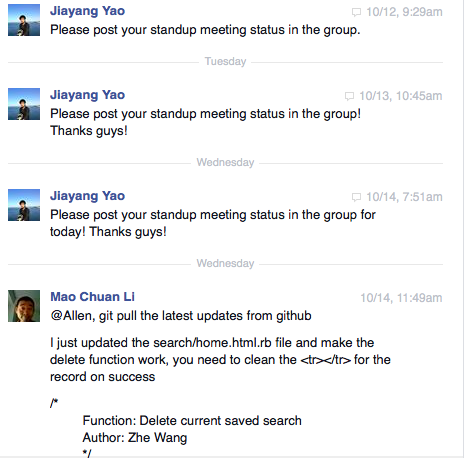 Jiayang Yao
10/12, 9:29am
Please post your standup meeting status in the group.
Tuesday
Jiayang Yao
10/13, 10:45am
Please post your standup meeting status in the group!
Thanks guys!
Wednesday
Jiayang Yao
10/14, 7:51am
Please post your standup meeting status in the group for
today! Thanks guys!
Wednesday
Mao Chuan Li
10/14, 11:49am
@Allen, git pull the latest updates from github
I just updated the search/home.html.rb file and make the
delete function work, you need to clean the <tr></tr> for the
record on success
/*
Function: Delete current saved search
Author: Zhe Wang
*/